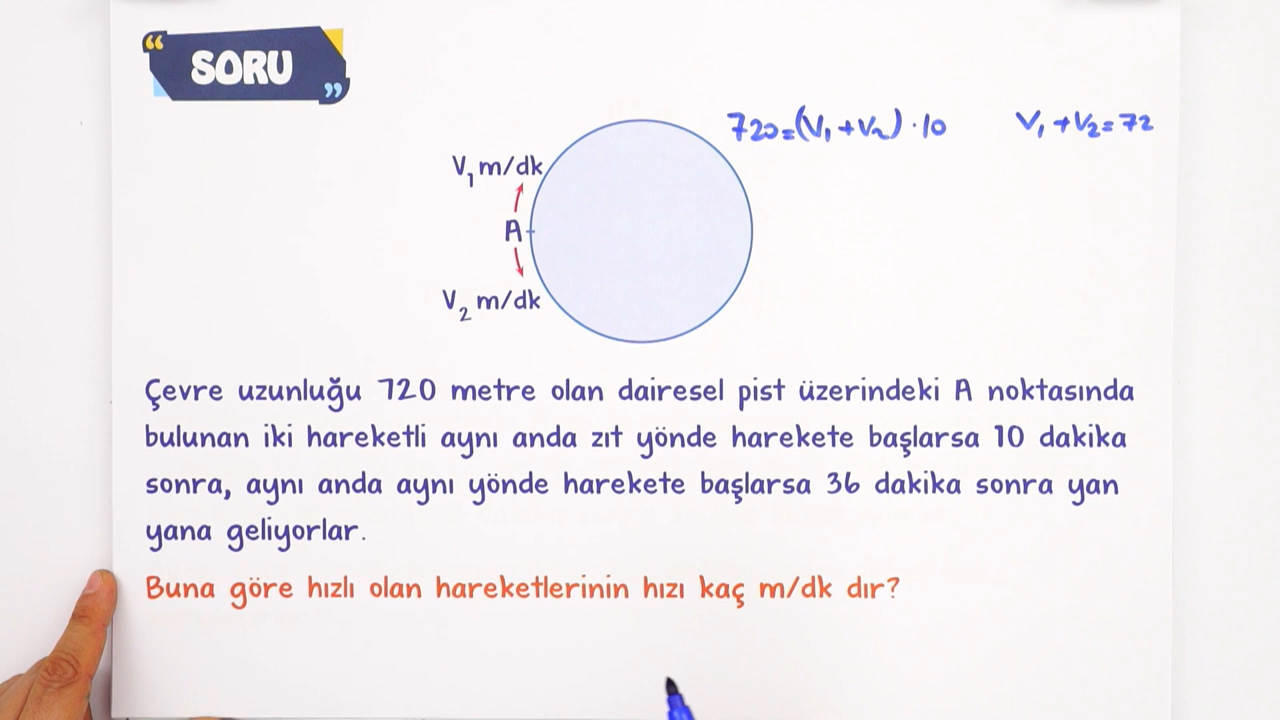 SORU
720=(V₁+V₂)·10
V₁+V₂=72
V₁ m/dk
A
V₂ m/dk
Çevre uzunluğu 720 metre olan dairesel pist üzerindeki A noktasında
bulunan iki hareketli aynı anda zıt yönde harekete başlarsa 10 dakika
sonra, aynı anda aynı yönde harekete başlarsa 36 dakika sonra yan
yana geliyorlar.
Buna göre hızlı olan hareketlerinin hızı kaç m/dk dır?